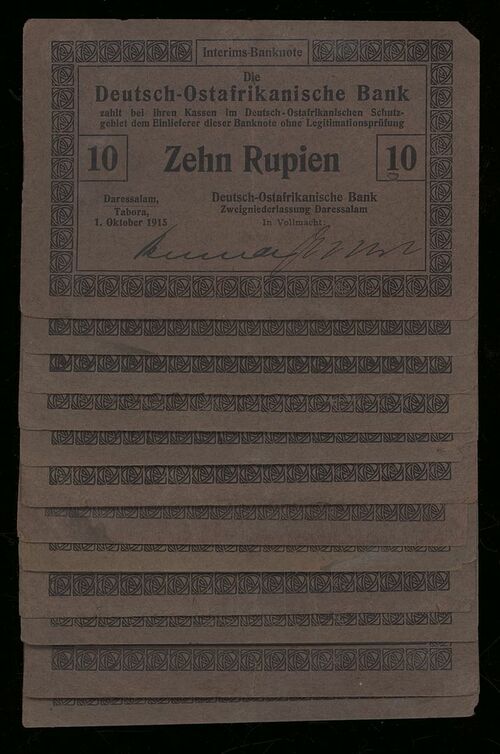 Interims-Banknote
Die
Deutsch-Ostafrikanische Bank
zahlt bei ihren Kassen im Deutsch-Ostafrikanischen Schutz-
gebiet dem Einlieferer dieser Banknote ohne Legitimationsprüfung
10 Zehn Rupien 10
Daressalam,
Tabora,
1. Oktober 1915
Deutsch-Ostafrikanische Bank
Zweigniederlassung Daressalam
In Vollmacht: